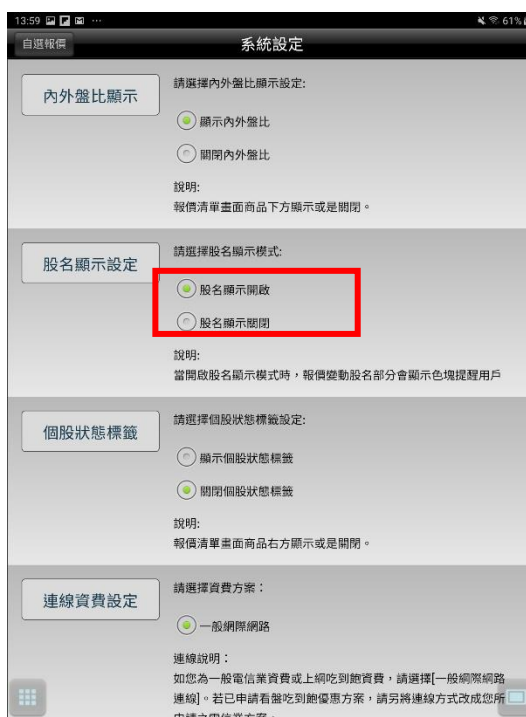 13:59
61%
自選報價
系統設定
內外盤比顯示
請選擇內外盤比顯示設定:
顯示內外盤比
關閉內外盤比
說明:
報價清單畫面商品下方顯示或是關閉。
股名顯示設定
請選擇股名顯示模式:
股名顯示開啟
股名顯示關閉
說明:
當開啟股名顯示模式時，報價變動股名部分會顯示色塊提醒用戶
個股狀態標籤
請選擇個股狀態標籤設定:
顯示個股狀態標籤
關閉個股狀態標籤
說明:
報價清單畫面商品右方顯示或是開閉。
連線資費設定
請選擇資費方案：
一般網際網路
連線說明：
如您為一般電信業資費或上網吃到飽資費，請選擇[一般網際網路
連線]。若已申請看盤吃到飽優惠方案，請另將連線方式改成您所
申請之電信業方案。